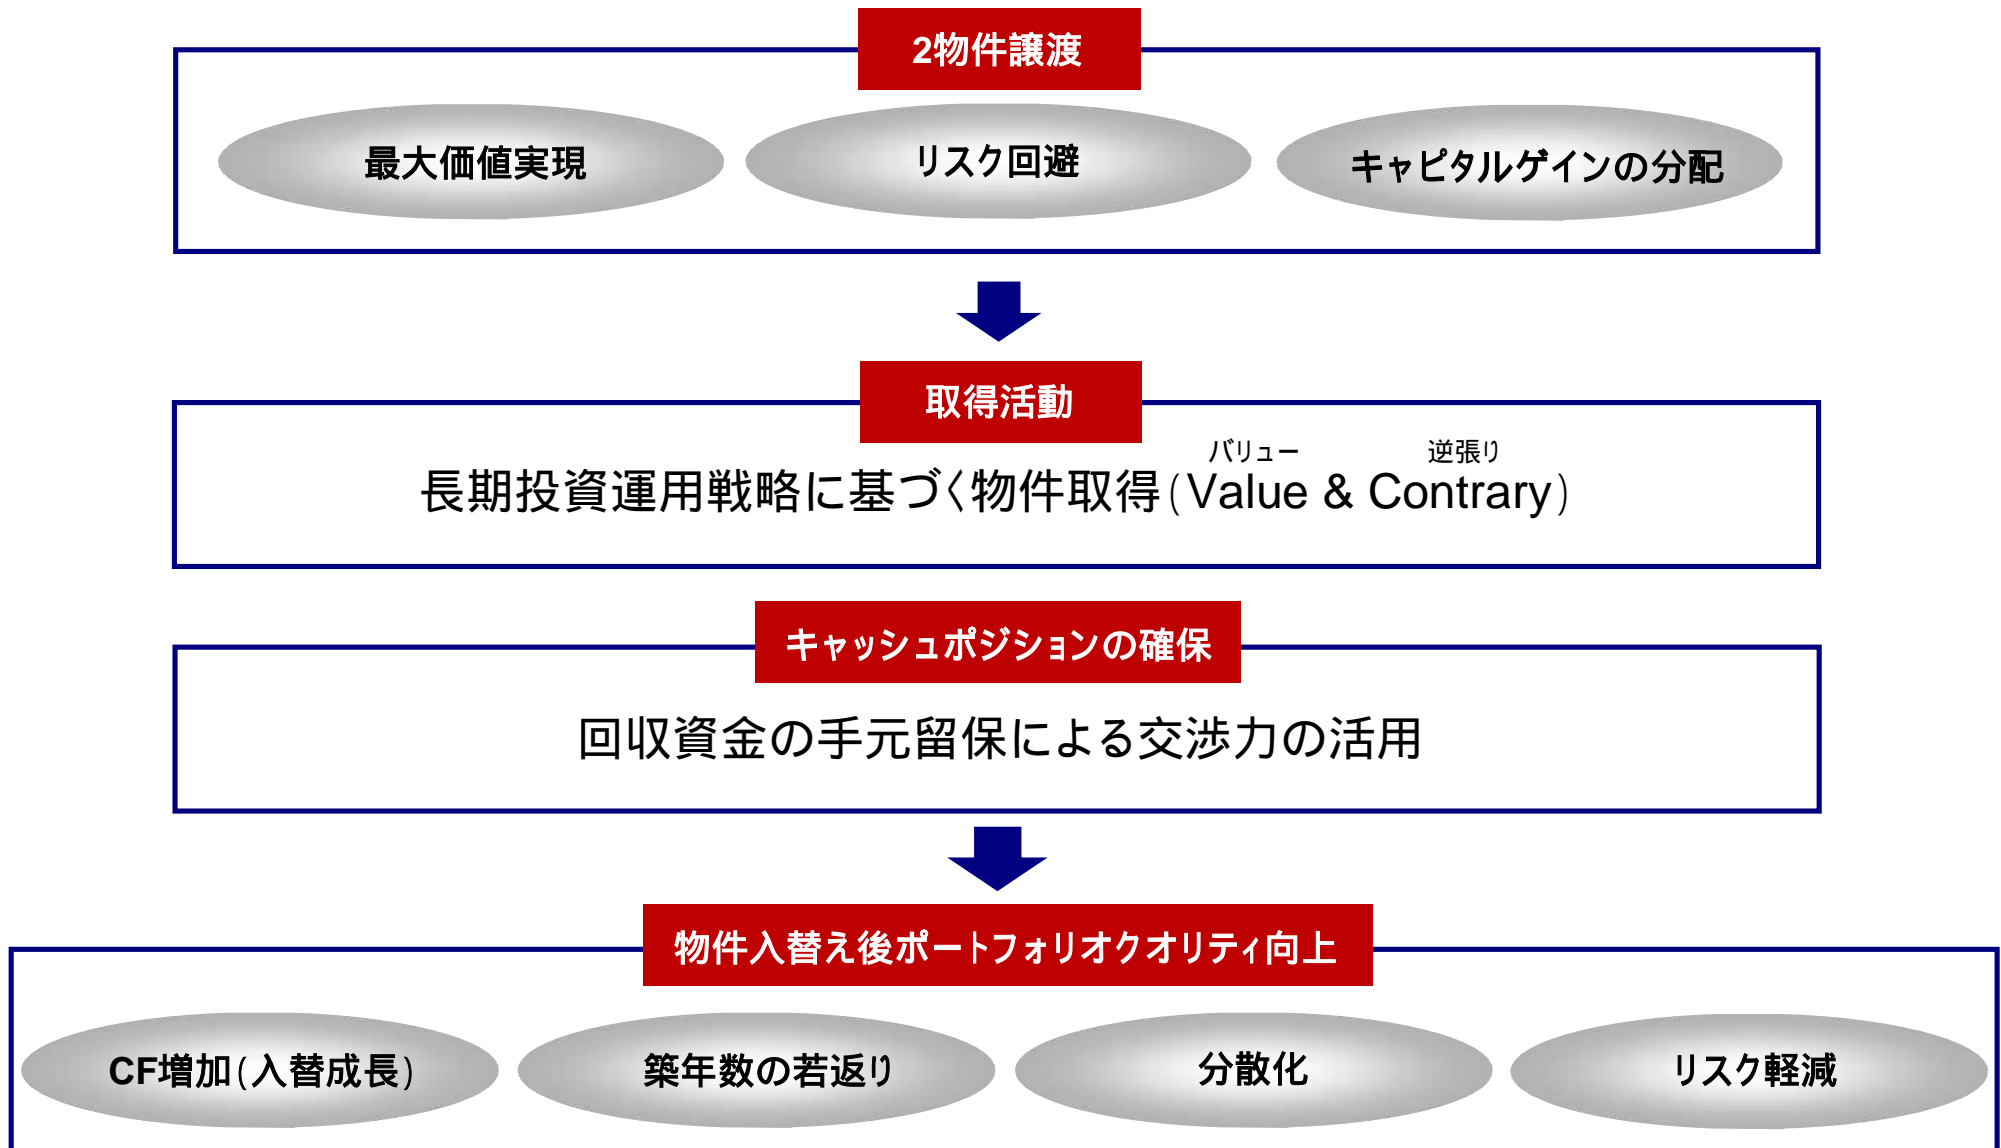 2物件譲渡
最大価値実現
リスク回避
キャピタルゲインの分配
取得活動
バリュー 逆張り
長期投資運用戦略に基づく物件取得(Value & Contrary)
キャッシュポジションの確保
回収資金の手元留保による交渉力の活用
物件入替え後ポートフォリオクオリティ向上
CF増加(入替成長)
築年数の若返り
分散化
リスク軽減